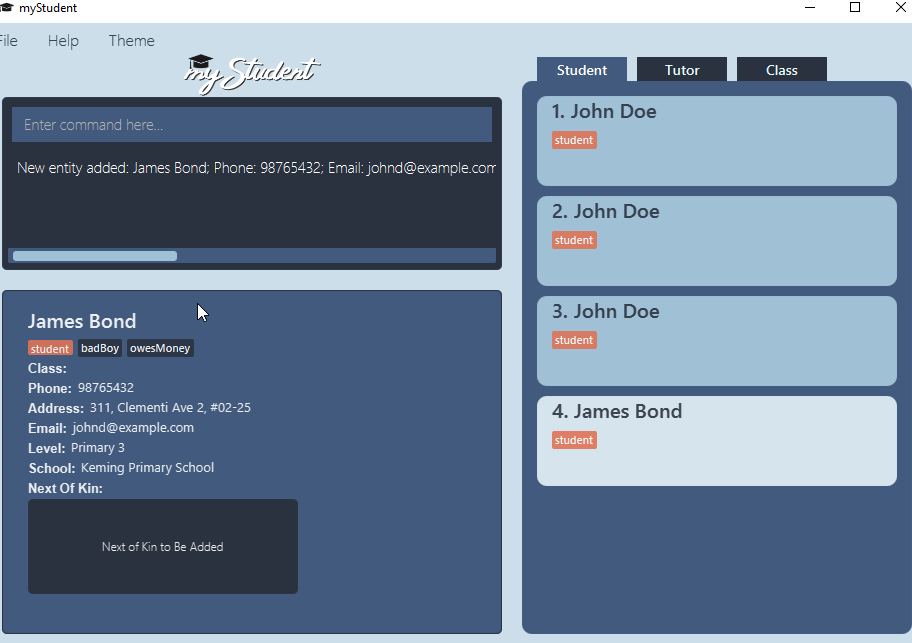 myStudent
File Help Theme
myStudent
Enter command here...
New entity added: James Bond; Phone: 98765432; Email: johnd@example.com
James Bond
student badBoy owesMoney
Class:
Phone: 98765432
Address: 311, Clementi Ave 2, #02-25
Email: johnd@example.com
Level: Primary 3
School: Keming Primary School
Next Of Kin:
Next of Kin to Be Added
Student Tutor Class
1. John Doe
student
2. John Doe
student
3. John Doe
student
4. James Bond
student